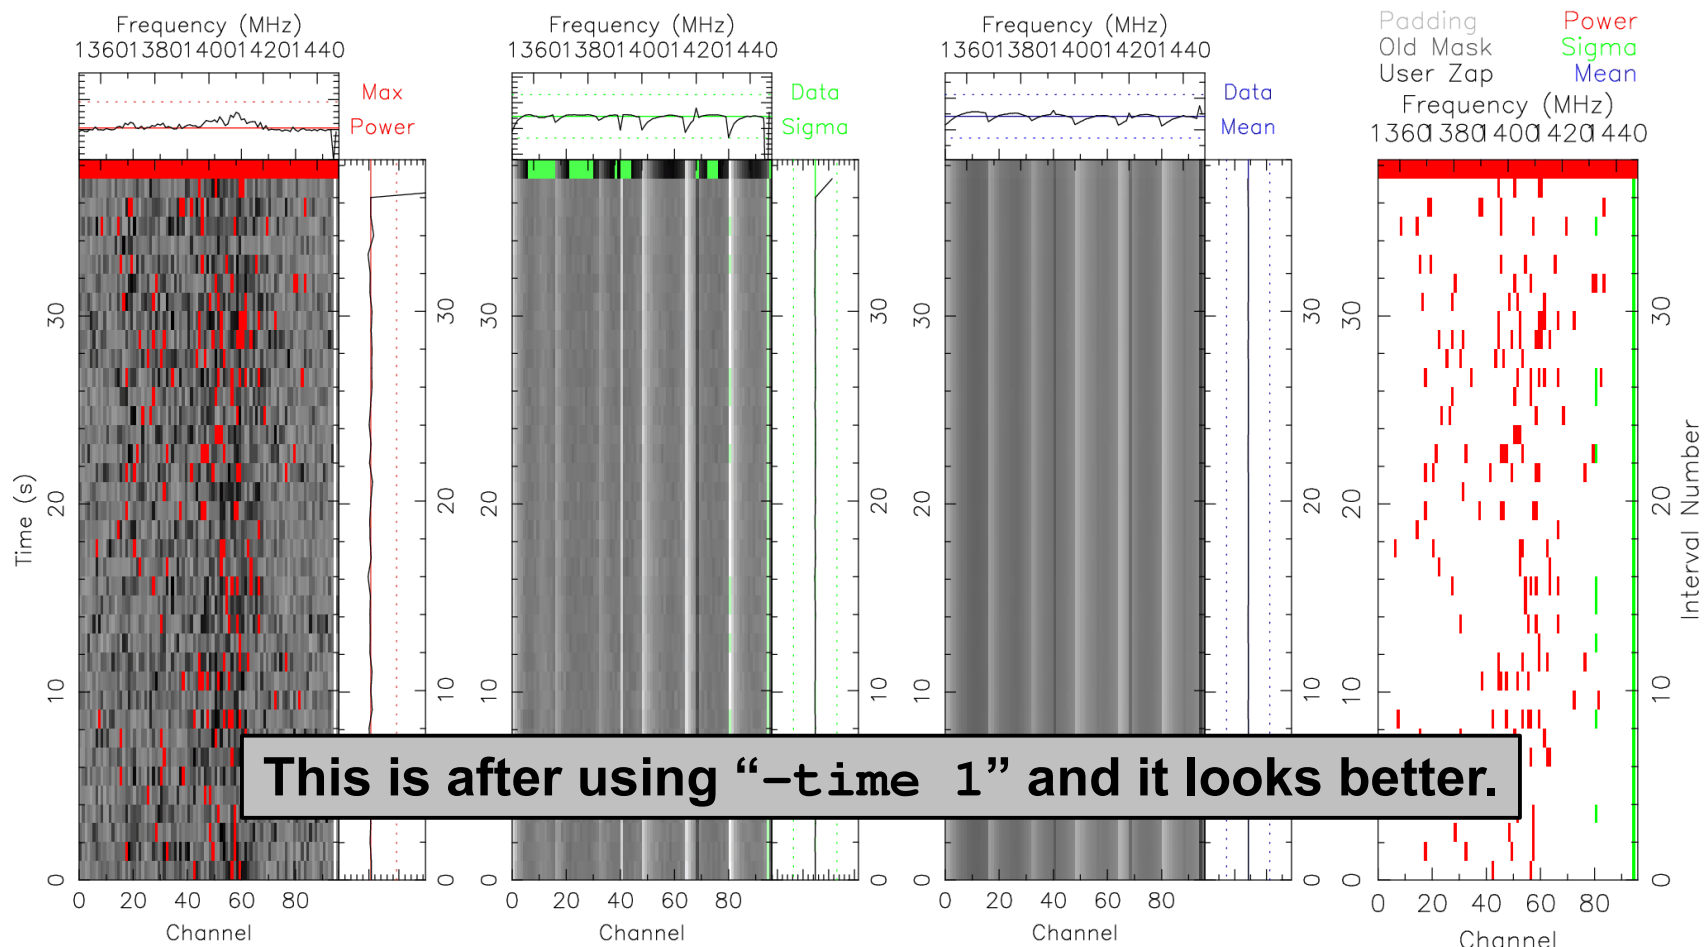 Frequency (MHz)
1360 1380 1400 1420 1440
Max
Power
Time (s)
0 10 20 30
0 10 20 30
0 20 40 60 80
Channel
Frequency (MHz)
1360 1380 1400 1420 1440
Data
Sigma
0 10 20 30
0 10 20 30
0 20 40 60 80
Channel
Frequency (MHz)
1360 1380 1400 1420 1440
Data
Mean
0 10 20 30
0 10 20 30
0 20 40 60 80
Channel
Padding Power
Old Mask Sigma
User Zap Mean
Frequency (MHz)
1360 1380 1400 1420 1440
0 10 20 30
0 10 20 30
Interval Number
0 20 40 60 80
Channel
This is after using “-time 1” and it looks better.